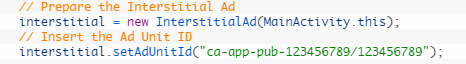 // Prepare the Interstitial Ad
interstitial = new InterstitialAd(MainActivity.this);
// Insert the Ad Unit ID
interstitial.setAdUnitId("ca-app-pub-123456789/123456789");